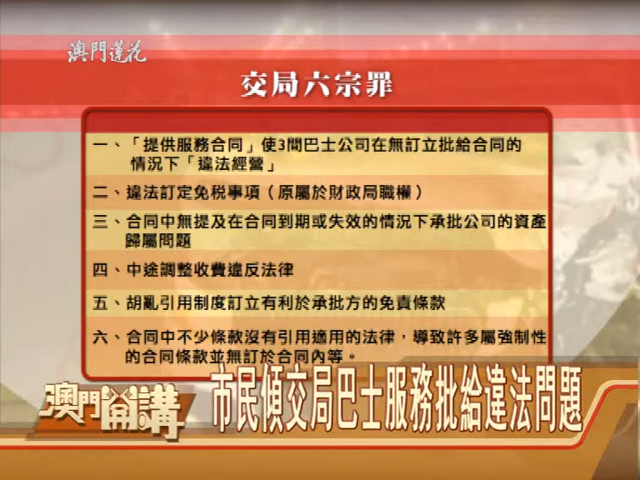 澳門蓮花
交局六宗罪
一、「提供服務合同」使3間巴士公司在無訂立批給合同的
情況下「違法經營」
二、違法訂定免稅事項（原屬於財政局職權）
三、合同中無提及在合同到期或失效的情況下承批公司的資產
歸屬問題
四、中途調整收費違反法律
五、胡亂引用制度訂立有利於承批方的免責條款
六、合同中不少條款沒有引用適用的法律，導致許多屬強制性
的合同條款並無訂於合同內等。
澳門開講
市民傾交局巴士服務批給違法問題